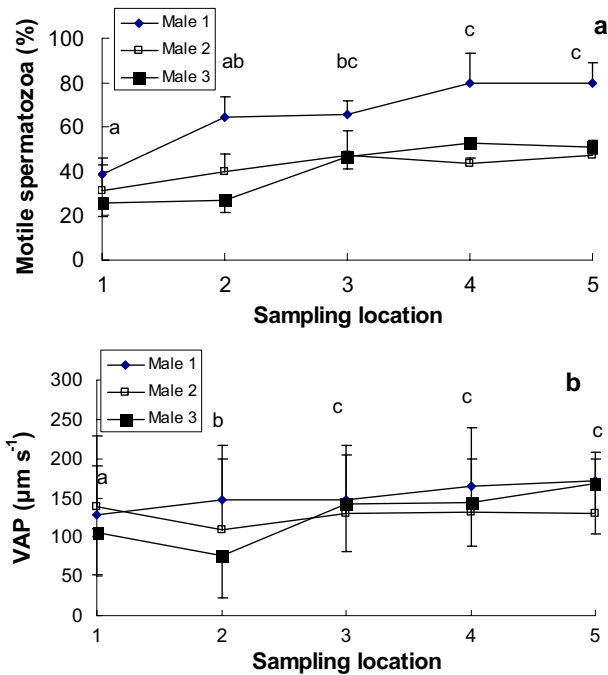 Male 1
Male 2
Male 3
a
100
80
60
40
20
0
a
ab
bc
c
c
1 2 3 4 5
Motile spermatozoa (%)
Sampling location
Male 1
Male 2
Male 3
b
300
250
200
150
100
50
0
a
b
c
c
c
1 2 3 4 5
VAP (µm s-1)
Sampling location